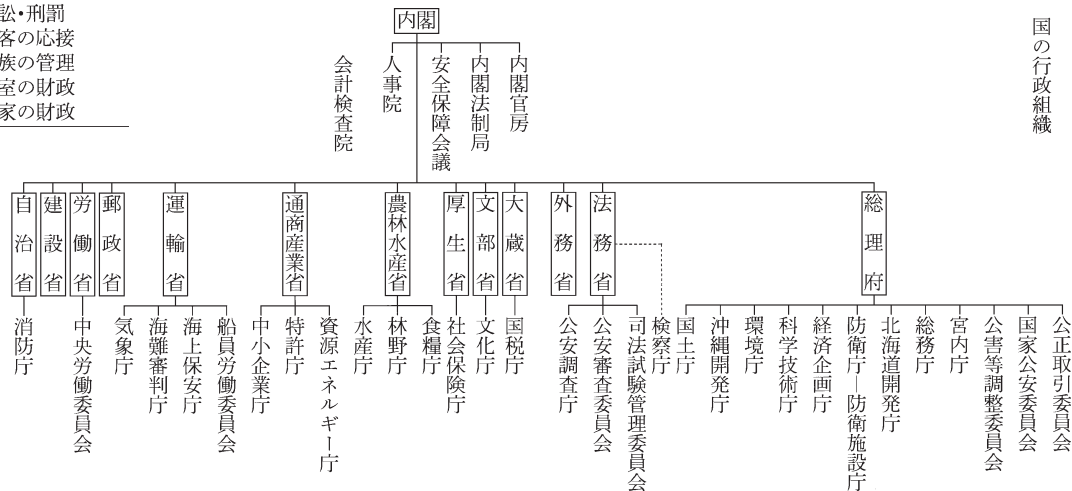 国の行政組織
内閣
内閣官房
内閣法制局
安全保障会議
人事院
会計検査院
総理府
公正取引委員会
国家公安委員会
公害等調整委員会
宮内庁
総務庁
北海道開発庁
防衛庁―防衛施設庁
経済企画庁
科学技術庁
環境庁
沖縄開発庁
国土庁
法務省
検察庁
司法試験管理委員会
公安審査委員会
公安調査庁
外務省
大蔵省
国税庁
文部省
文化庁
厚生省
社会保険庁
農林水産省
食糧庁
林野庁
水産庁
通商産業省
資源エネルギー庁
特許庁
中小企業庁
運輸省
船員労働委員会
海上保安庁
海難審判庁
気象庁
郵政省
労働省
中央労働委員会
建設省
自治省
消防庁
訟・刑罰
客の応接
族の管理
室の財政
家の財政